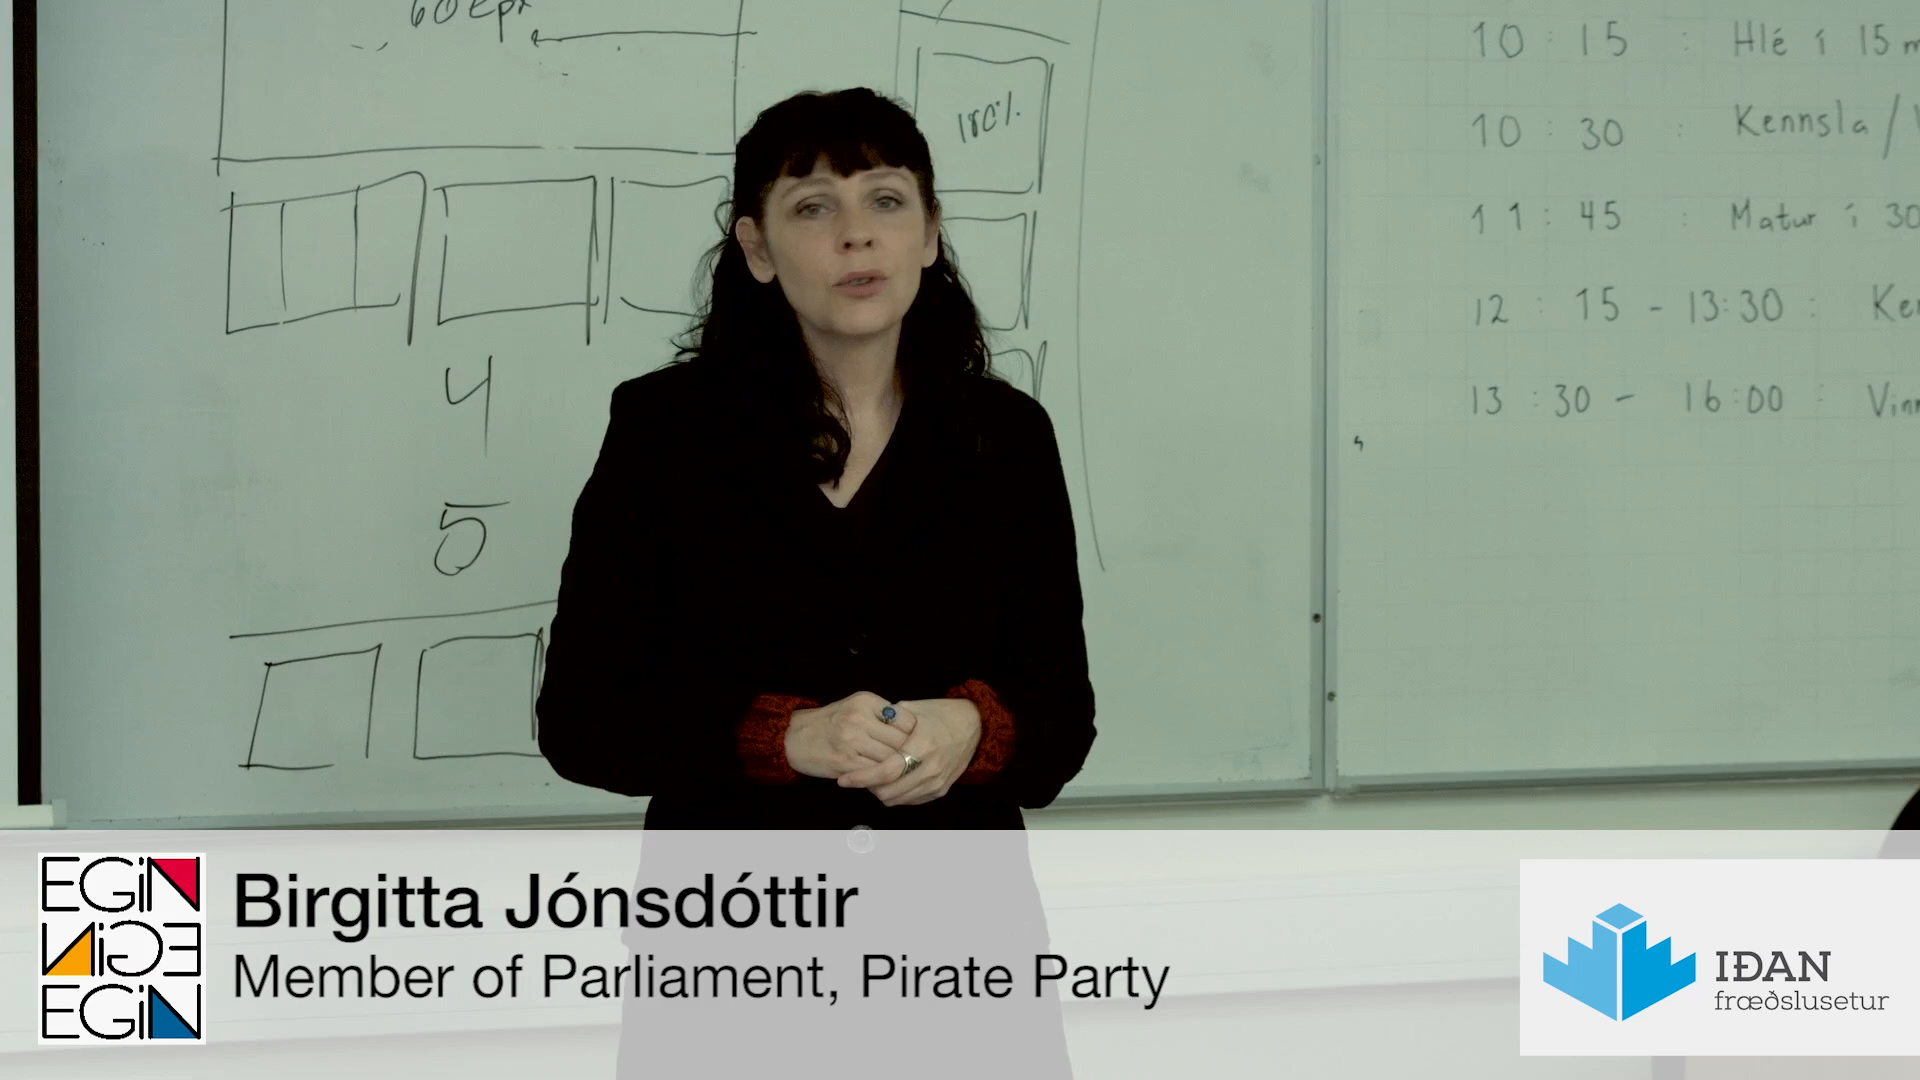 10 : 15 : Hlé í 15 m
180%
10 : 30 : Kennsla /
11 : 45 : Matur í 30
12 : 15 - 13:30 :
4
13 : 30 - 16:00 :
5
EGiN
EGiN
EGiN
Birgitta Jónsdóttir
Member of Parliament, Pirate Party
IÐAN
fræðslusetur